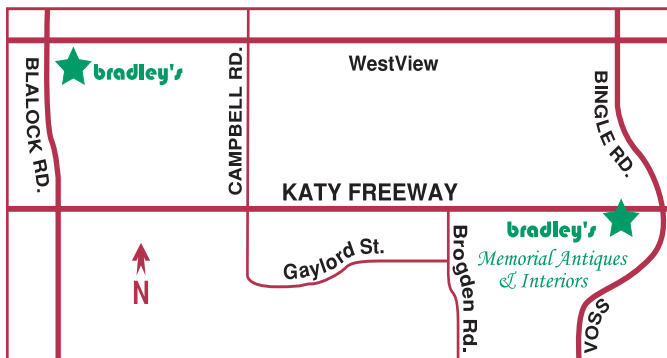 WestView
BLALOCK RD.
bradley's
CAMPBELL RD.
BINGLE RD.
KATY FREEWAY
bradley's
Memorial Antiques
& Interiors
Gaylord St.
Brogden Rd.
N
VOSS